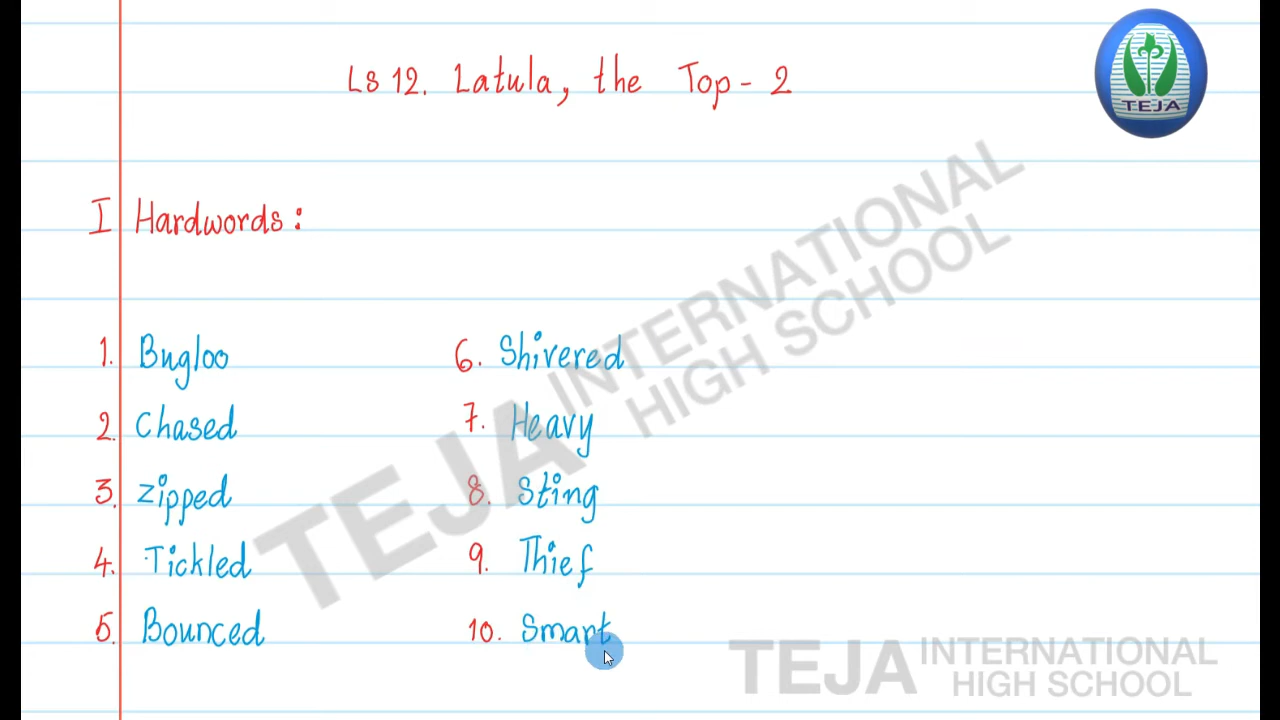 Ls 12. Latula, the Top - 2
TEJA
I Hardwords:
1. Bugloo
2. Chased
3. Zipped
4. Tickled
5. Bounced
6. Shivered
7. Heavy
8. Sting
9. Thief
10. Smart
TEJA INTERNATIONAL
HIGH SCHOOL
TEJA INTERNATIONAL
HIGH SCHOOL